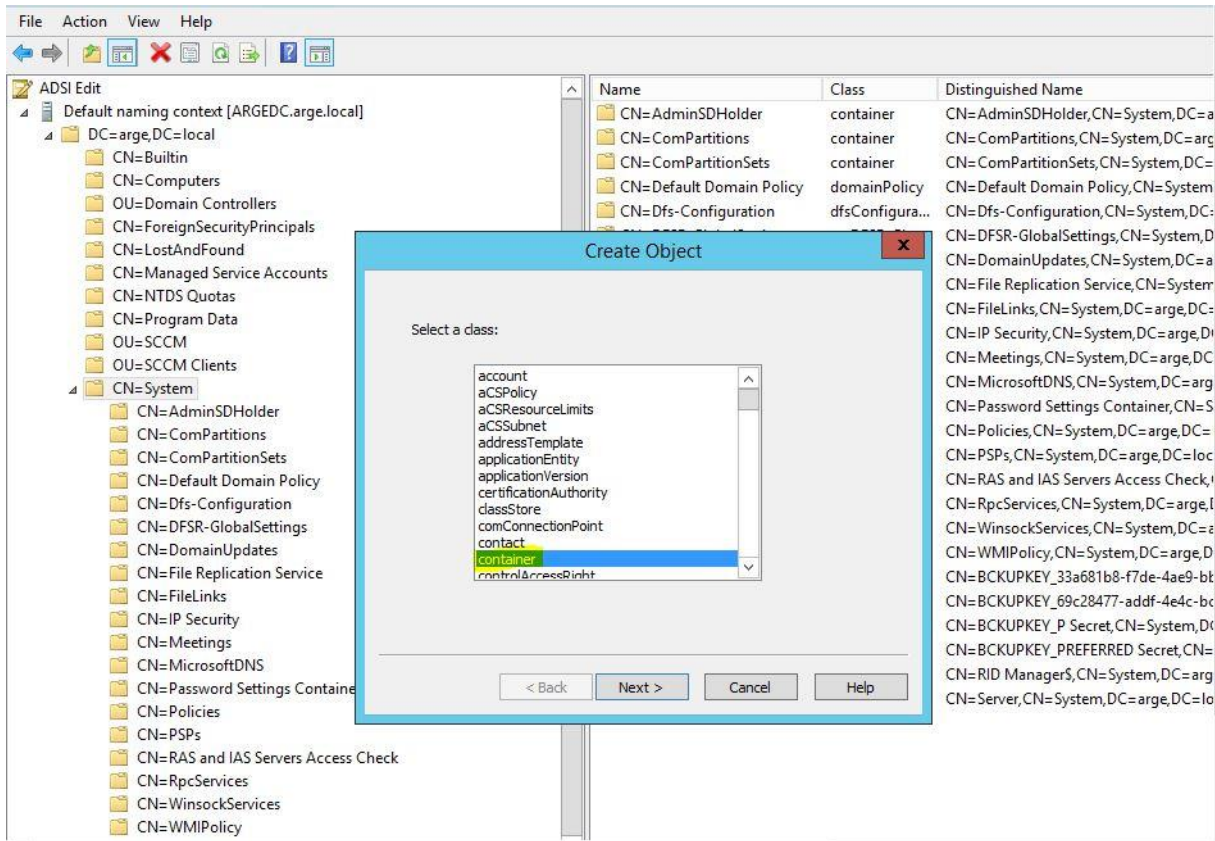 File Action View Help
ADSI Edit
Default naming context [ARGEDC.arge.local]
DC=arge,DC=local
CN=Builtin
CN=Computers
OU=Domain Controllers
CN=ForeignSecurityPrincipals
CN=LostAndFound
CN=Managed Service Accounts
CN=NTDS Quotas
CN=Program Data
OU=SCCM
OU=SCCM Clients
CN=System
CN=AdminSDHolder
CN=ComPartitions
CN=ComPartitionSets
CN=Default Domain Policy
CN=Dfs-Configuration
CN=DFSR-GlobalSettings
CN=DomainUpdates
CN=File Replication Service
CN=FileLinks
CN=IP Security
CN=Meetings
CN=MicrosoftDNS
CN=Password Settings Containe
CN=Policies
CN=PSPs
CN=RAS and IAS Servers Access Check
CN=RpcServices
CN=WinsockServices
CN=WMIPolicy
Name Class Distinguished Name
CN=AdminSDHolder container CN=AdminSDHolder,CN=System,DC=a
CN=ComPartitions container CN=ComPartitions,CN=System,DC=arg
CN=ComPartitionSets container CN=ComPartitionSets,CN=System,DC=
CN=Default Domain Policy domainPolicy CN=Default Domain Policy,CN=System
CN=Dfs-Configuration dfsConfigura... CN=Dfs-Configuration,CN=System,DC:
CN=DFSR-GlobalSettings,CN=System,D
CN=DomainUpdates,CN=System,DC=a
CN=File Replication Service,CN=System
CN=FileLinks,CN=System,DC=arge,DC=
CN=IP Security,CN=System,DC=arge,D
CN=Meetings,CN=System,DC=arge,DC
CN=MicrosoftDNS,CN=System,DC=arg
CN=Password Settings Container,CN=S
CN=Policies,CN=System,DC=arge,DC=
CN=PSPs,CN=System,DC=arge,DC=loc
CN=RAS and IAS Servers Access Check,
CN=RpcServices,CN=System,DC=arge,
CN=WinsockServices,CN=System,DC=a
CN=WMIPolicy,CN=System,DC=arge,D
CN=BCKUPKEY_33a681b8-f7de-4ae9-bb
CN=BCKUPKEY_69c28477-addf-4e4c-bc
CN=BCKUPKEY_P Secret,CN=System,D
CN=BCKUPKEY_PREFERRED Secret,CN=
CN=RID Manager$,CN=System,DC=arg
CN=Server,CN=System,DC=arge,DC=lo
Create Object
x
Select a class:
account
aCSPolicy
aCSResourceLimits
aCSSubnet
addressTemplate
applicationEntity
applicationVersion
certificationAuthority
classStore
comConnectionPoint
contact
container
controlAccessRight
< Back Next > Cancel Help